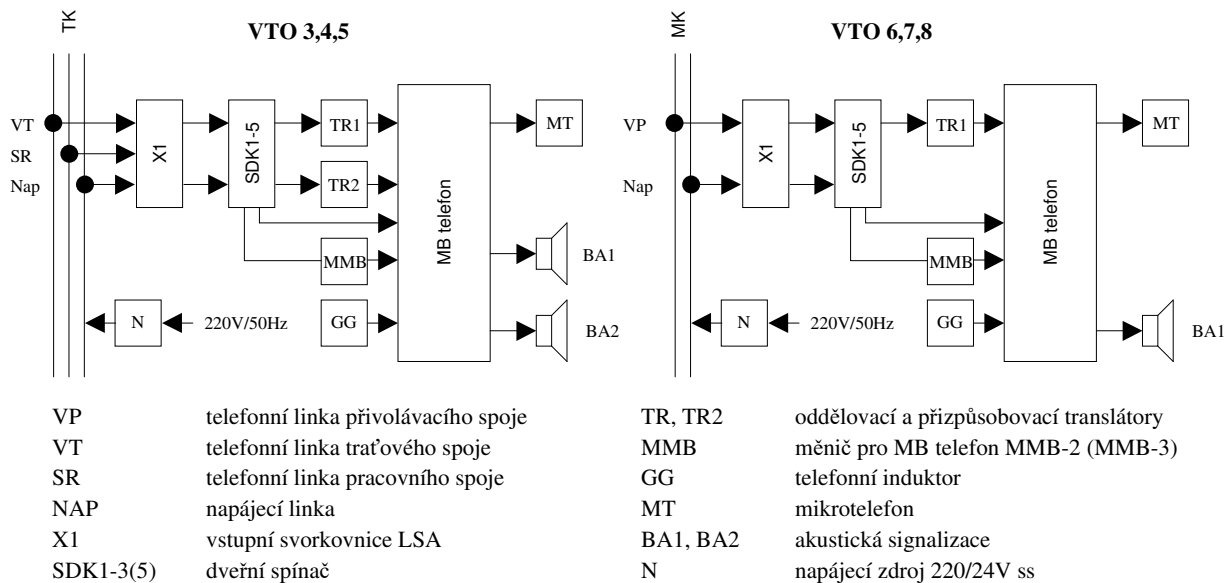 TK
VTO 3,4,5
VT
SR
Nap
X1
SDK1-5
TR1
TR2
MMB
GG
MB telefon
MT
BA1
BA2
N
220V/50Hz
MK
VTO 6,7,8
VP
Nap
X1
SDK1-5
TR1
MMB
GG
MB telefon
MT
BA1
N
220V/50Hz
VP telefonní linka přivolávacího spoje
VT telefonní linka traťového spoje
SR telefonní linka pracovního spoje
NAP napájecí linka
X1 vstupní svorkovnice LSA
SDK1-3(5) dveřní spínač
TR, TR2 oddělovací a přizpůsobovací translátory
MMB měnič pro MB telefon MMB-2 (MMB-3)
GG telefonní induktor
MT mikrotelefon
BA1, BA2 akustická signalizace
N napájecí zdroj 220/24V ss